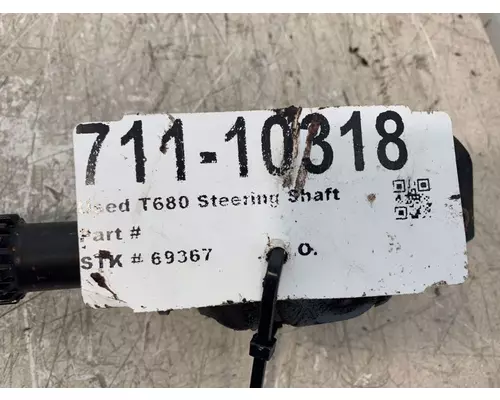 711-10318
Used T680 Steering Shaft
Part #
STK # 69367 O.